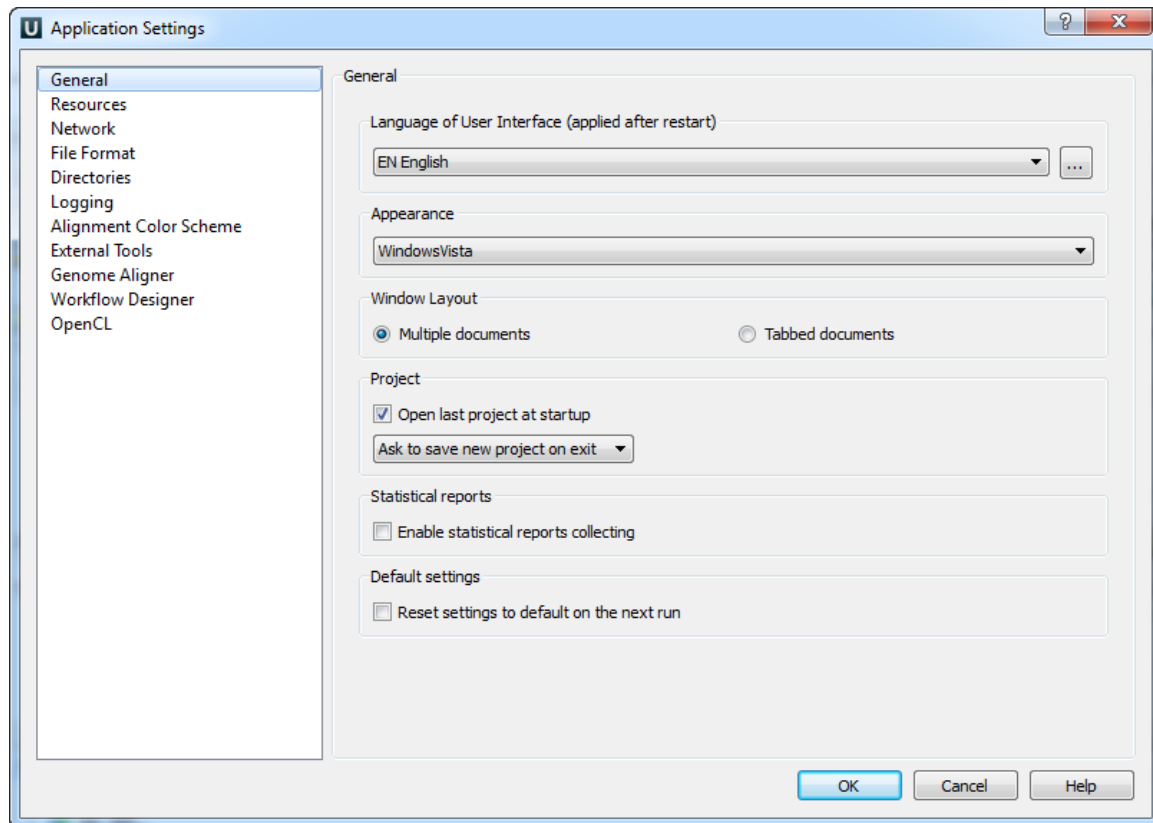 U Application Settings
General
Resources
Network
File Format
Directories
Logging
Alignment Color Scheme
External Tools
Genome Aligner
Workflow Designer
OpenCL
General
Language of User Interface (applied after restart)
EN English
...
Appearance
WindowsVista
Window Layout
Multiple documents Tabbed documents
Project
Open last project at startup
Ask to save new project on exit
Statistical reports
Enable statistical reports collecting
Default settings
Reset settings to default on the next run
OK Cancel Help